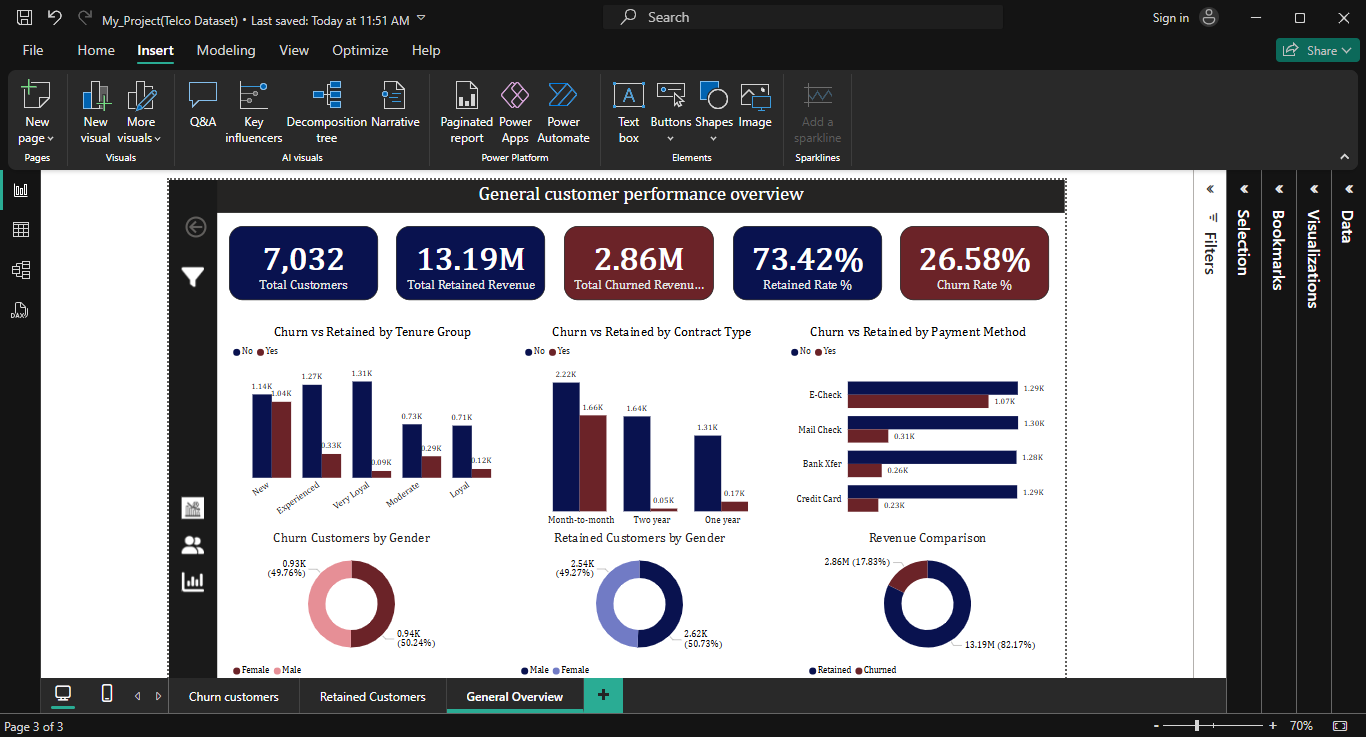 My_Project(Telco Dataset) • Last saved: Today at 11:51 AM
Search
Sign in
File Home Insert Modeling View Optimize Help
Share
New page
New visual
More visuals
Q&A
Key influencers
Decomposition tree
Narrative
Paginated report
Power Apps
Power Automate
Text box
Buttons
Shapes
Image
Add a sparkline
Pages
Visuals
AI visuals
Power Platform
Elements
Sparklines
General customer performance overview
7,032
Total Customers
13.19M
Total Retained Revenue
2.86M
Total Churned Revenu...
73.42%
Retained Rate %
26.58%
Churn Rate %
Churn vs Retained by Tenure Group
No Yes
1.14K
1.04K
1.27K
0.33K
1.31K
0.09K
0.73K
0.29K
0.71K
0.12K
New
Experienced
Very Loyal
Moderate
Loyal
Churn vs Retained by Contract Type
No Yes
2.22K
1.66K
1.64K
0.05K
1.31K
0.17K
Month-to-month
Two year
One year
Churn vs Retained by Payment Method
No Yes
E-Check
1.29K
1.07K
Mail Check
1.30K
0.31K
Bank Xfer
1.28K
0.26K
Credit Card
1.29K
0.23K
Churn Customers by Gender
0.93K
(49.76%)
0.94K
(50.24%)
Female Male
Retained Customers by Gender
2.54K
(49.27%)
2.62K
(50.73%)
Male Female
Revenue Comparison
2.86M (17.83%)
13.19M (82.17%)
Retained Churned
Filters
Selection
Bookmarks
Visualizations
Data
DAX
Churn customers
Retained Customers
General Overview
+
Page 3 of 3
- + 70%